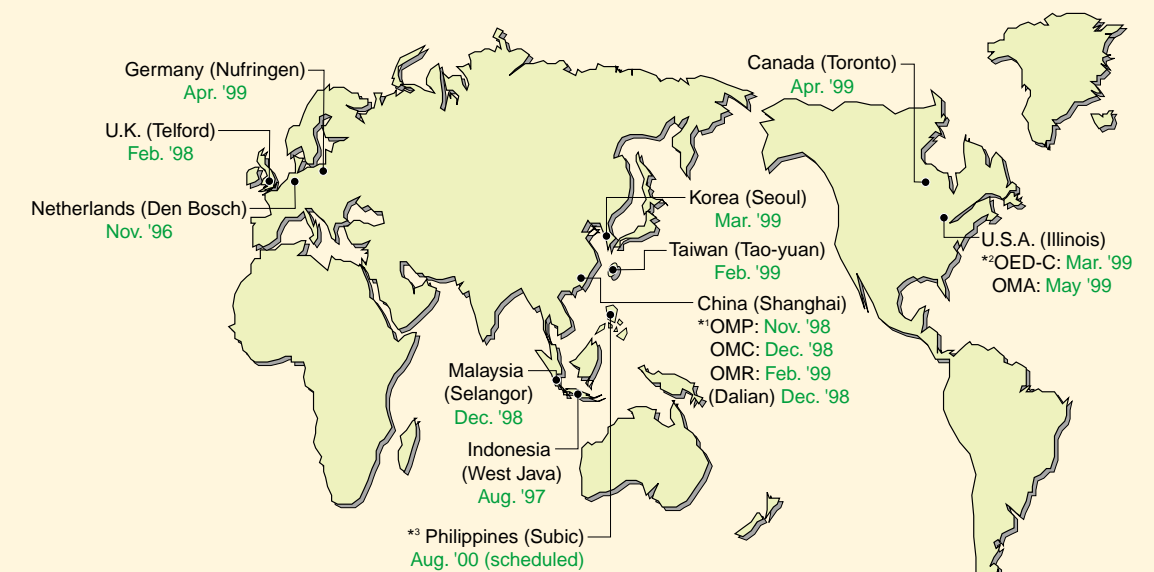 Germany (Nufringen)
Apr. '99
U.K. (Telford)
Feb. '98
Netherlands (Den Bosch)
Nov. '96
Canada (Toronto)
Apr. '99
Korea (Seoul)
Mar. '99
Taiwan (Tao-yuan)
Feb. '99
U.S.A. (Illinois)
*²OED-C: Mar. '99
OMA: May '99
China (Shanghai)
*¹OMP: Nov. '98
OMC: Dec. '98
OMR: Feb. '99
(Dalian) Dec. '98
Malaysia
(Selangor)
Dec. '98
Indonesia
(West Java)
Aug. '97
*³ Philippines (Subic)
Aug. '00 (scheduled)